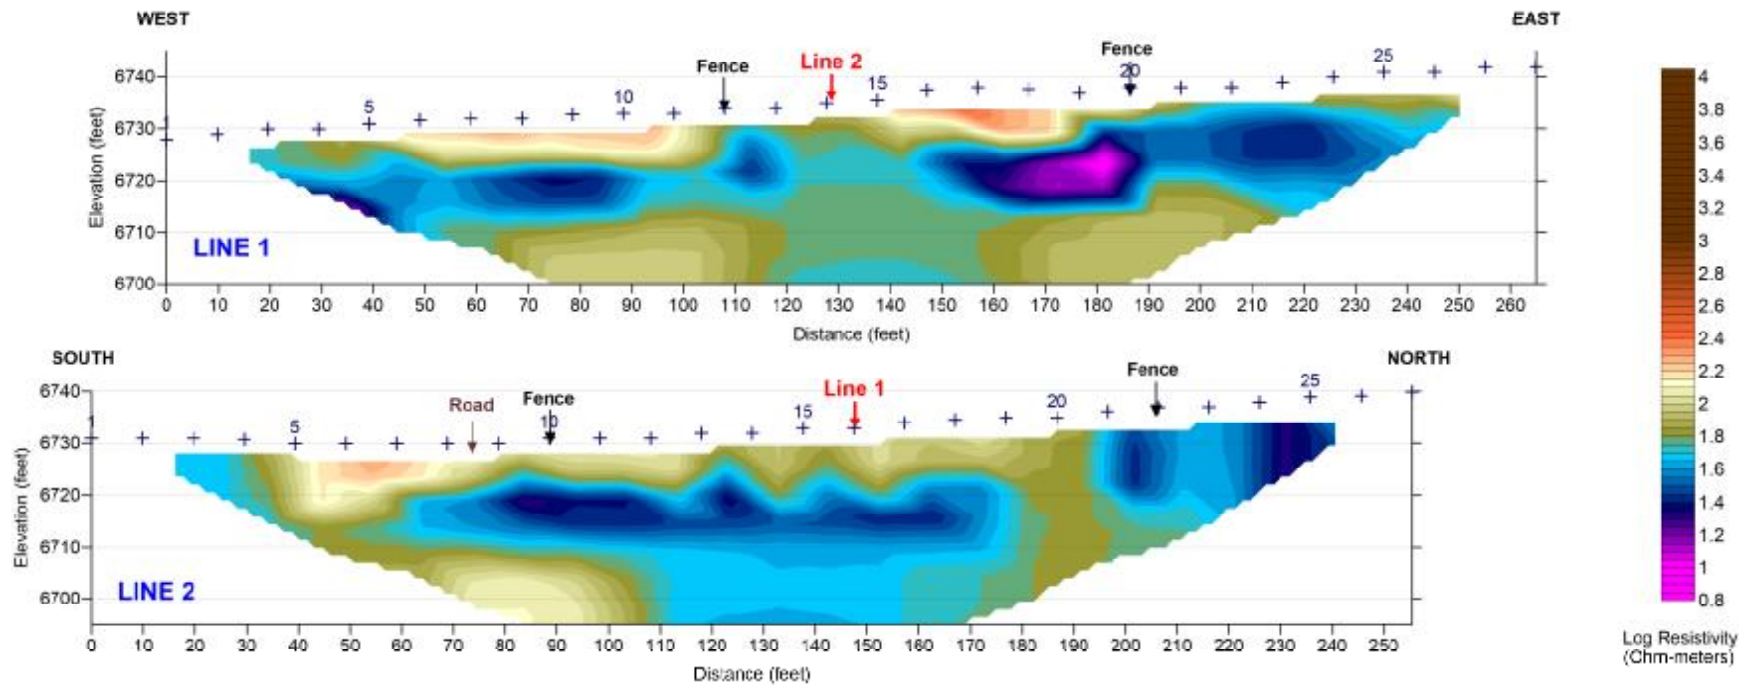 WEST
EAST
Fence
Line 2
Fence
6740
6730
6720
6710
6700
Elevation (feet)
1
5
10
15
20
25
LINE 1
0 10 20 30 40 50 60 70 80 90 100 110 120 130 140 150 160 170 180 190 200 210 220 230 240 250 260
Distance (feet)
SOUTH
NORTH
Road
Fence
Line 1
Fence
6740
6730
6720
6710
6700
Elevation (feet)
1
5
10
15
20
25
LINE 2
0 10 20 30 40 50 60 70 80 90 100 110 120 130 140 150 160 170 180 190 200 210 220 230 240 250
Distance (feet)
4
3.8
3.6
3.4
3.2
3
2.8
2.6
2.4
2.2
2
1.8
1.6
1.4
1.2
1
0.8
Log Resistivity
(Ohm-meters)